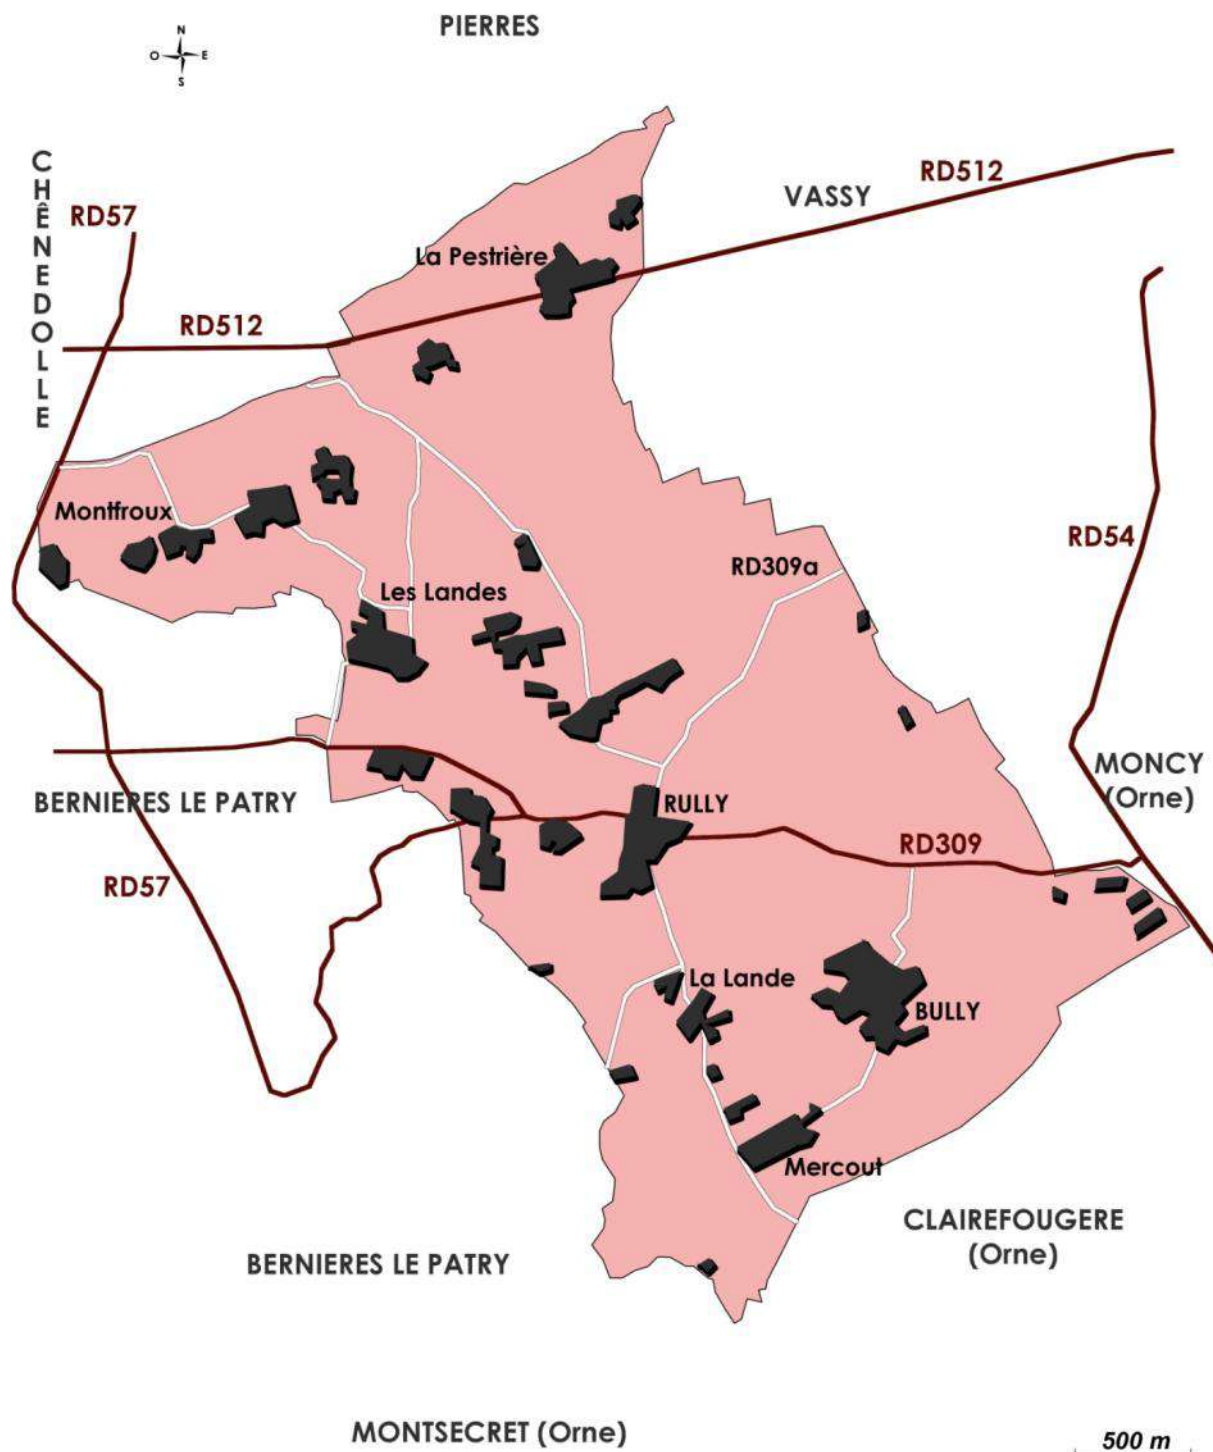 PIERRES
N
O
E
S
CHÊNEDOLLE
RD512
VASSY
RD57
La Pestrière
RD512
Montfroux
RD54
RD309a
Les Landes
MONCY
(Orne)
BERNIERES LE PATRY
RULLY
RD309
RD57
La Lande
BULLY
Mercout
CLAIREFOUGERE
(Orne)
BERNIERES LE PATRY
MONTSECRET (Orne)
500 m